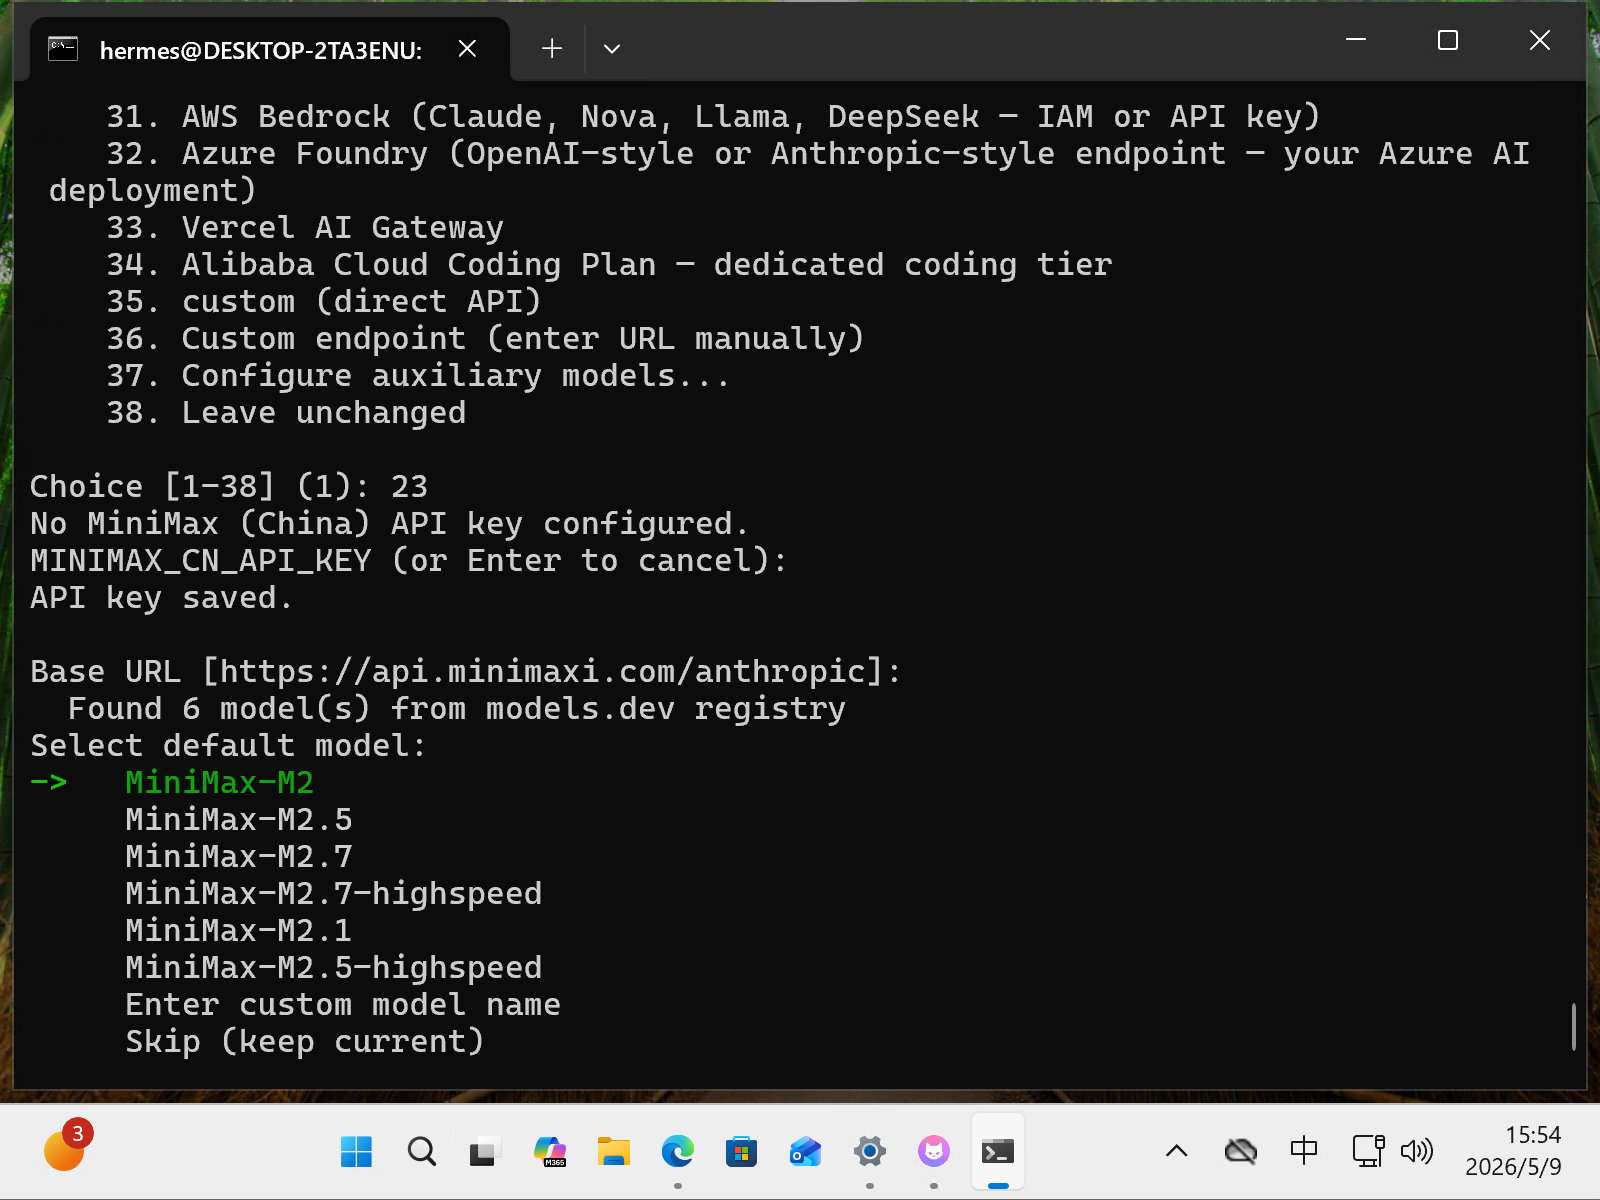 hermes@DESKTOP-2TA3ENU:
31. AWS Bedrock (Claude, Nova, Llama, DeepSeek — IAM or API key)
32. Azure Foundry (OpenAI-style or Anthropic-style endpoint — your Azure AI
deployment)
33. Vercel AI Gateway
34. Alibaba Cloud Coding Plan — dedicated coding tier
35. custom (direct API)
36. Custom endpoint (enter URL manually)
37. Configure auxiliary models...
38. Leave unchanged
Choice [1-38] (1): 23
No MiniMax (China) API key configured.
MINIMAX_CN_API_KEY (or Enter to cancel):
API key saved.
Base URL [https://api.minimaxi.com/anthropic]:
Found 6 model(s) from models.dev registry
Select default model:
-> MiniMax-M2
MiniMax-M2.5
MiniMax-M2.7
MiniMax-M2.7-highspeed
MiniMax-M2.1
MiniMax-M2.5-highspeed
Enter custom model name
Skip (keep current)
3
M365
中
15:54
2026/5/9